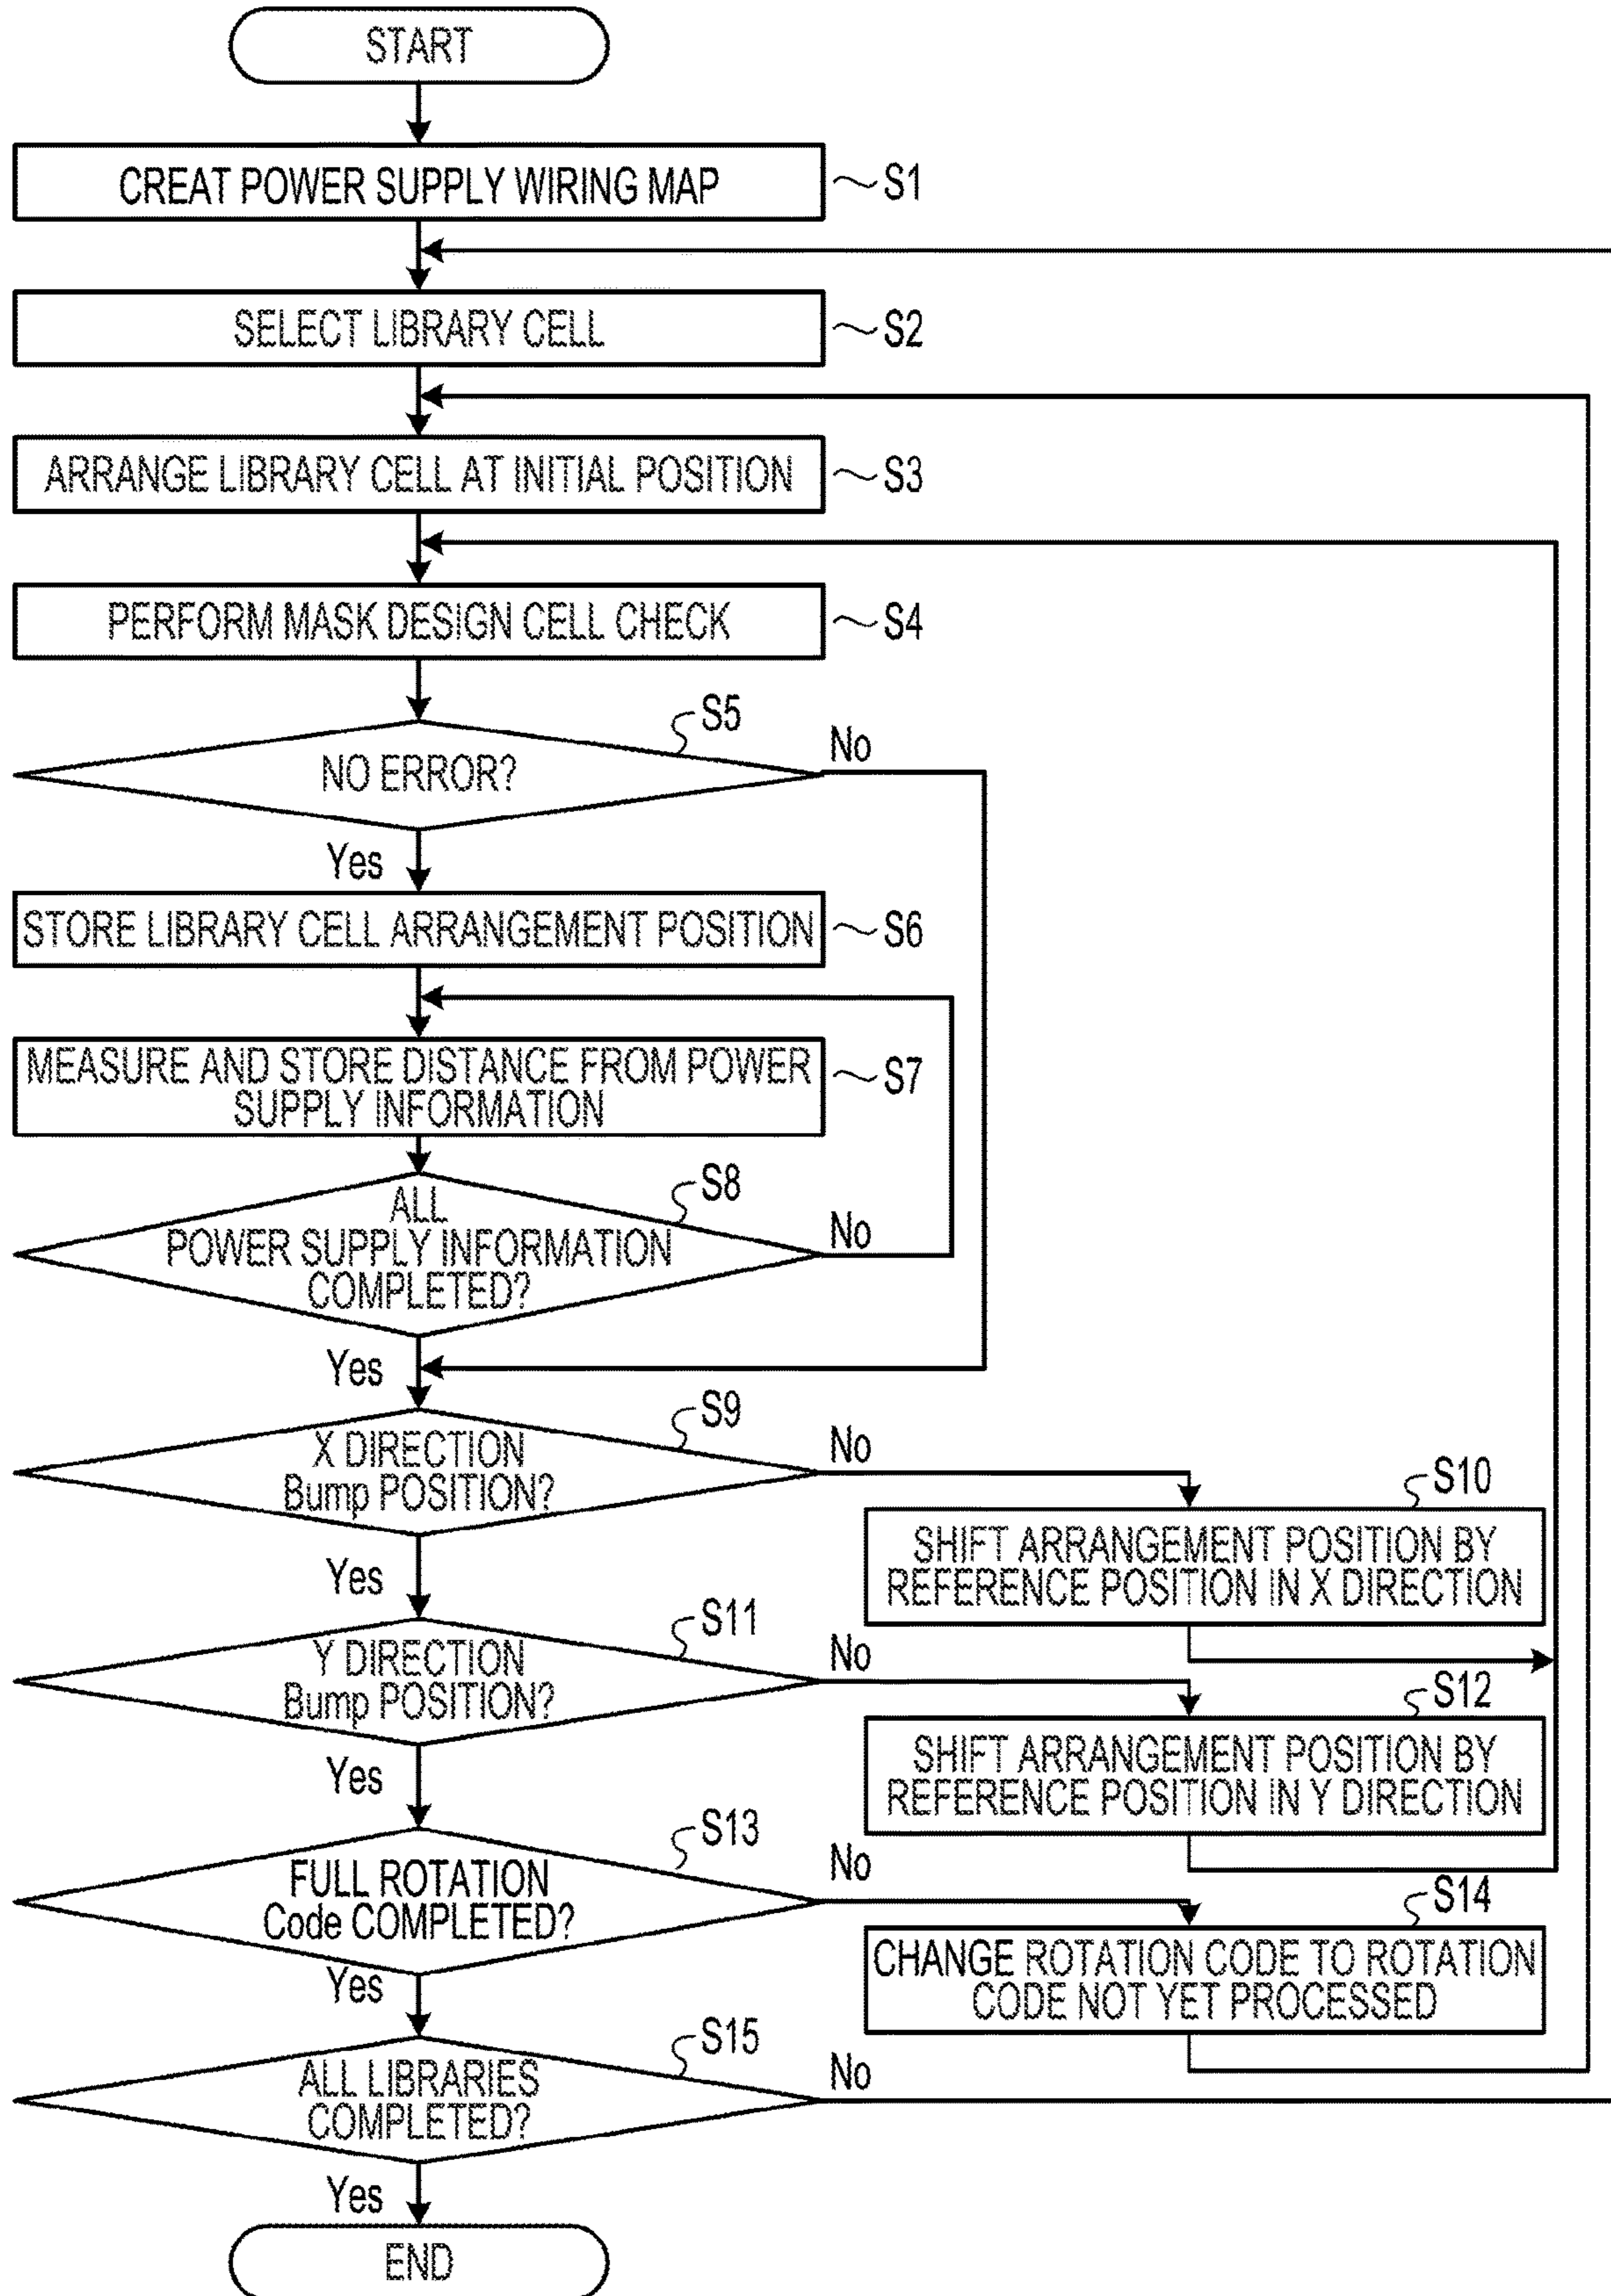 START
CREAT POWER SUPPLY WIRING MAP
S1
SELECT LIBRARY CELL
S2
ARRANGE LIBRARY CELL AT INITIAL POSITION
S3
PERFORM MASK DESIGN CELL CHECK
S4
S5
NO ERROR?
No
Yes
STORE LIBRARY CELL ARRANGEMENT POSITION
S6
MEASURE AND STORE DISTANCE FROM POWER
SUPPLY INFORMATION
S7
S8
ALL
POWER SUPPLY INFORMATION
COMPLETED?
No
Yes
S9
X DIRECTION
Bump POSITION?
No
S10
SHIFT ARRANGEMENT POSITION BY
REFERENCE POSITION IN X DIRECTION
Yes
S11
Y DIRECTION
Bump POSITION?
No
S12
SHIFT ARRANGEMENT POSITION BY
REFERENCE POSITION IN Y DIRECTION
Yes
S13
FULL ROTATION
Code COMPLETED?
No
S14
CHANGE ROTATION CODE TO ROTATION
CODE NOT YET PROCESSED
Yes
S15
ALL LIBRARIES
COMPLETED?
No
Yes
END